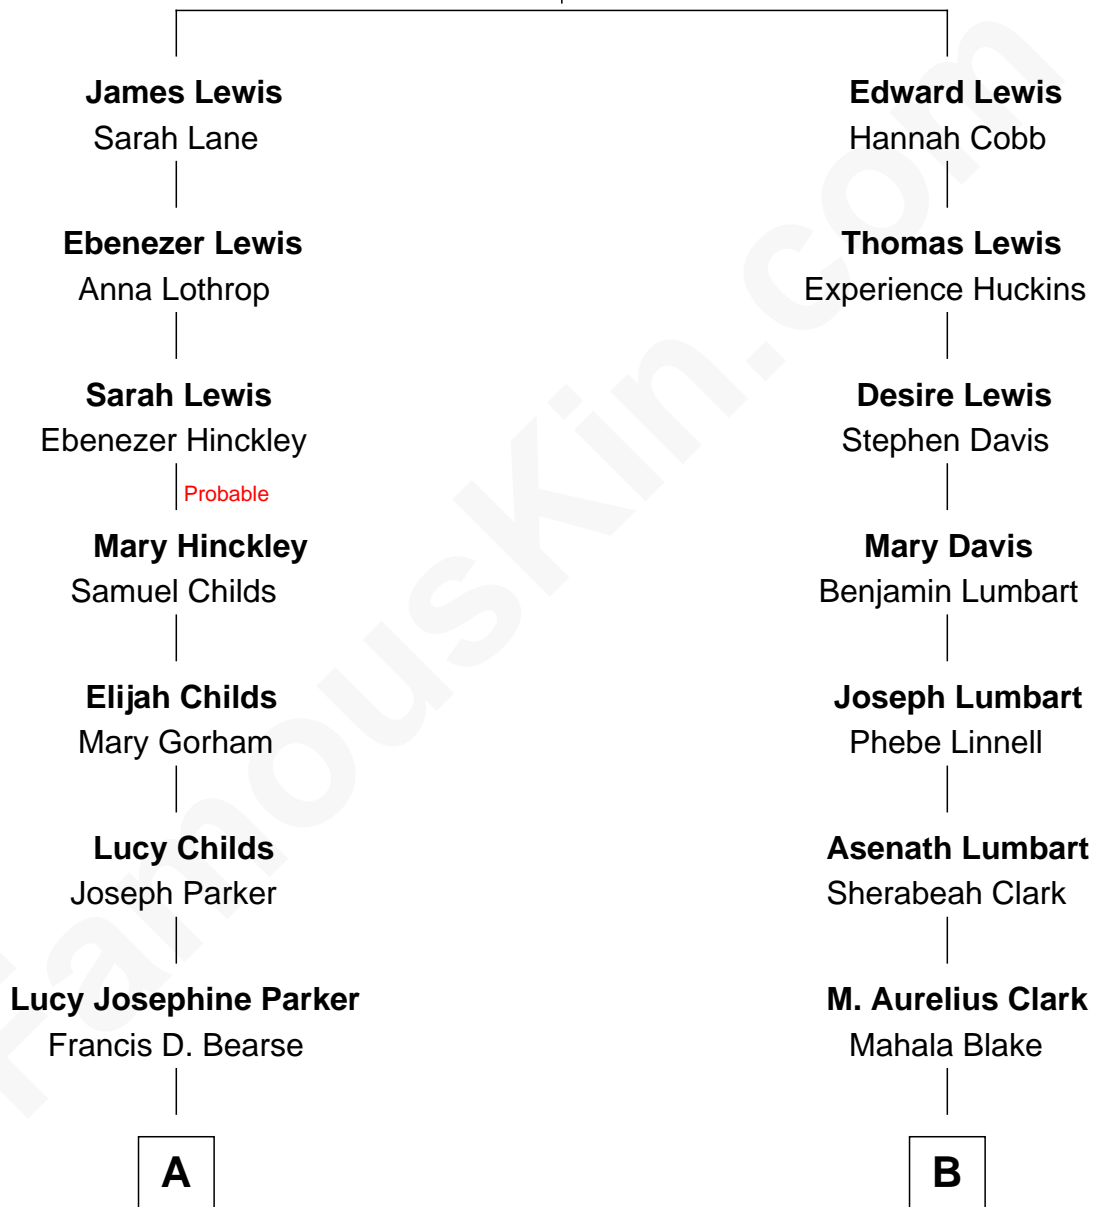 James Lewis
Sarah Lane
Ebenezer Lewis
Anna Lothrop
Sarah Lewis
Ebenezer Hinckley
Probable
Mary Hinckley
Samuel Childs
Elijah Childs
Mary Gorham
Lucy Childs
Joseph Parker
Lucy Josephine Parker
Francis D. Bearse
A
Edward Lewis
Hannah Cobb
Thomas Lewis
Experience Huckins
Desire Lewis
Stephen Davis
Mary Davis
Benjamin Lumbart
Joseph Lumbart
Phebe Linnell
Asenath Lumbart
Sherabeah Clark
M. Aurelius Clark
Mahala Blake
B
FamousKin.com